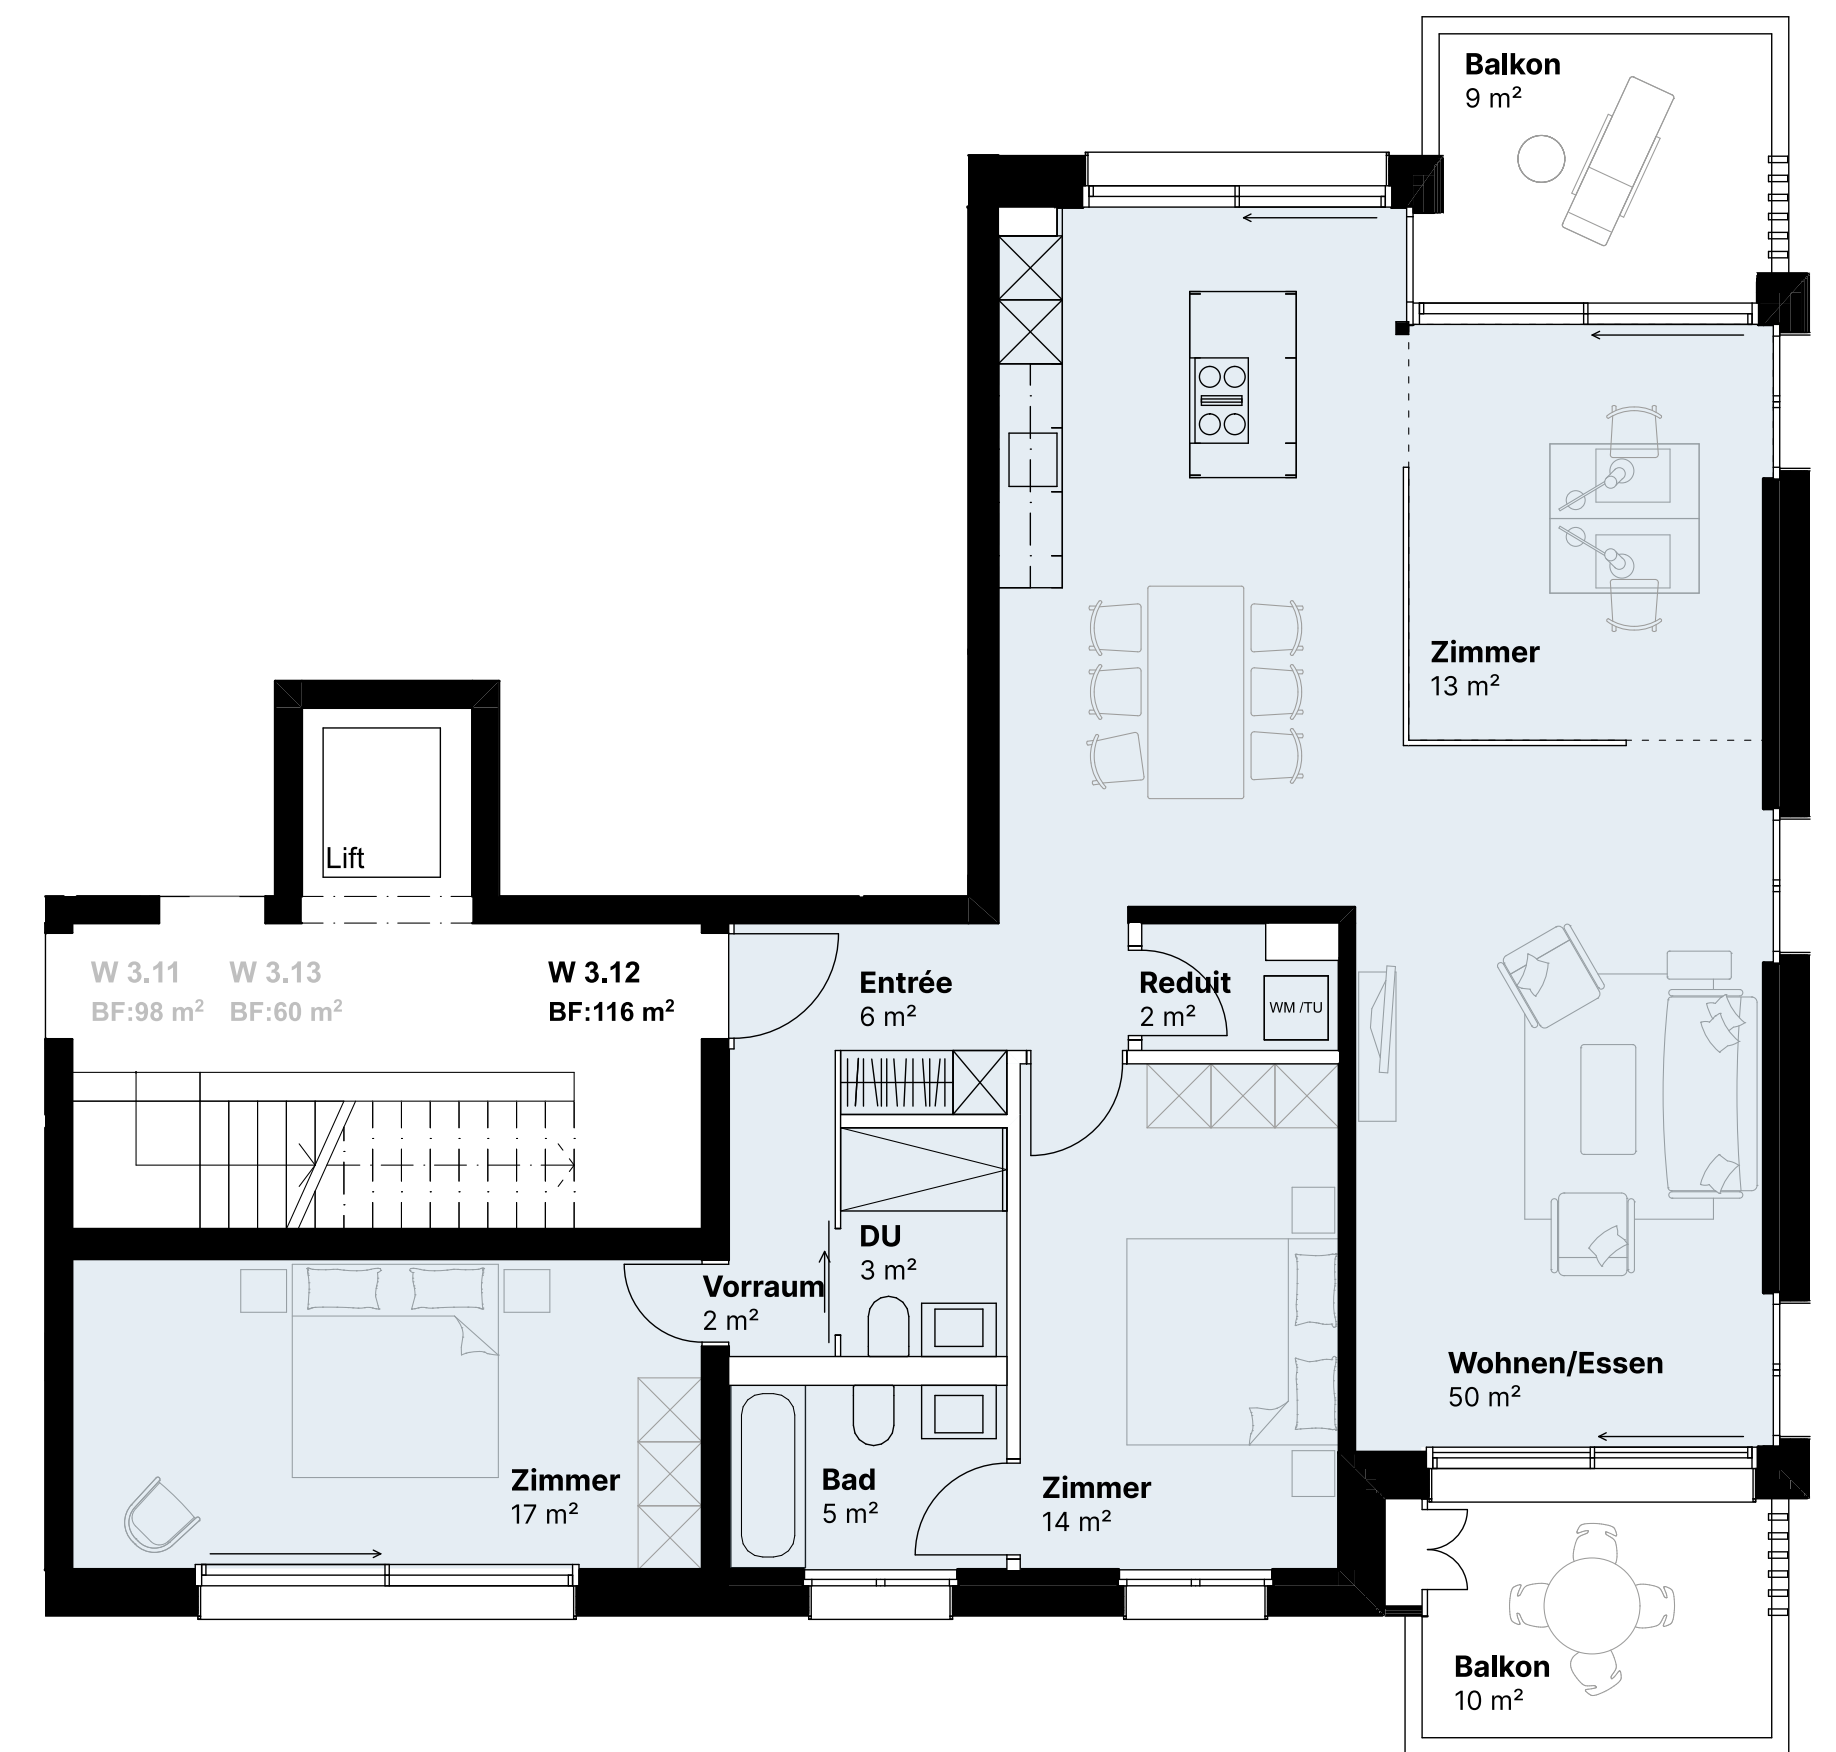 Balkon
9 m²
Zimmer
13 m²
Lift
W 3.11
BF:98 m²
W 3.13
BF:60 m²
W 3.12
BF:116 m²
Entrée
6 m²
Reduit
2 m²
WM /TU
DU
3 m²
Vorraum
2 m²
Wohnen/Essen
50 m²
Zimmer
17 m²
Bad
5 m²
Zimmer
14 m²
Balkon
10 m²